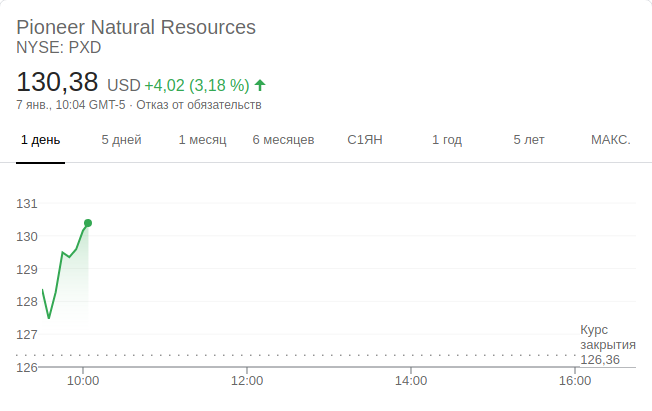 Pioneer Natural Resources
NYSE: PXD
130,38 USD +4,02 (3,18 %)
7 янв., 10:04 GMT-5 · Отказ от обязательств
1 день 5 дней 1 месяц 6 месяцев С1ЯН 1 год 5 лет МАКС.
131
130
129
128
127
126
Курс
закрытия
126,36
10:00 12:00 14:00 16:00